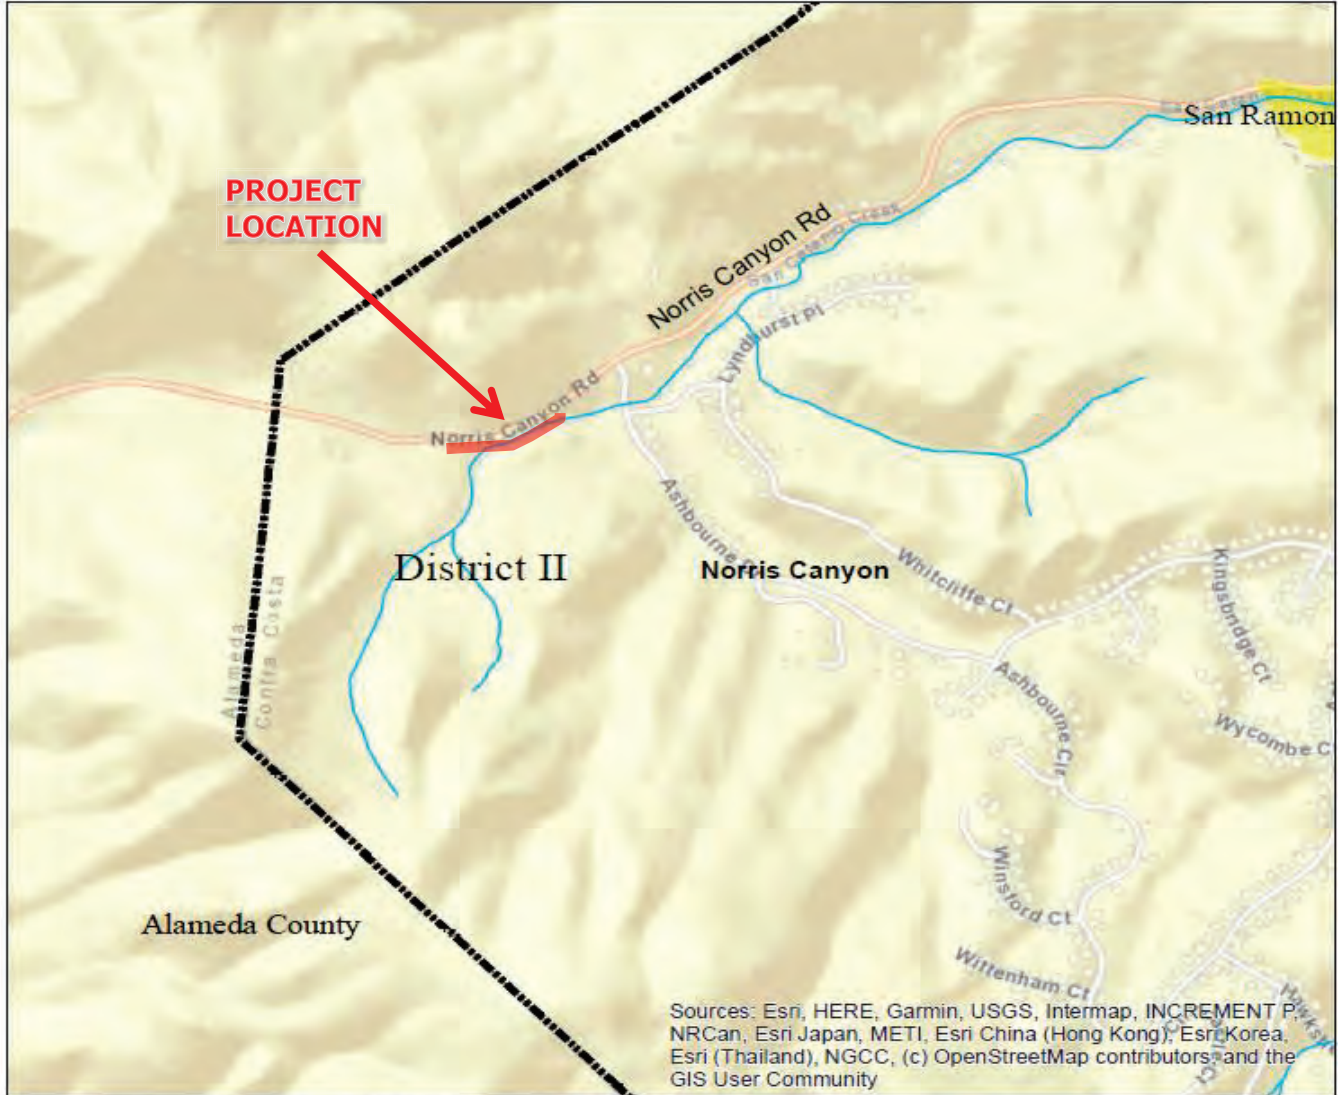 San Ramon
PROJECT
LOCATION
Norris Canyon Rd
San Catanio Creek
Lyndhurst Pl
Norris Canyon Rd
Ashbourne
District II
Norris Canyon
Whitcliffe Ct
Kingsbridge Ct
Alameda
Contra Costa
Ashbourne Cir
Wycombe C
Winsford Ct
Alameda County
Wittenham Ct
Sources: Esri, HERE, Garmin, USGS, Intermap, INCREMENT P,
NRCan, Esri Japan, METI, Esri China (Hong Kong), Esri Korea,
Esri (Thailand), NGCC, (c) OpenStreetMap contributors, and the
GIS User Community